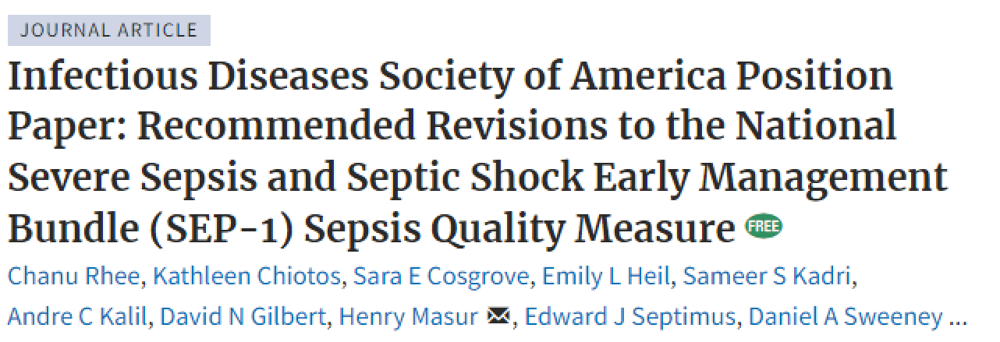 JOURNAL ARTICLE
Infectious Diseases Society of America Position
Paper: Recommended Revisions to the National
Severe Sepsis and Septic Shock Early Management
Bundle (SEP-1) Sepsis Quality Measure FREE
Chanu Rhee, Kathleen Chiotos, Sara E Cosgrove, Emily L Heil, Sameer S Kadri,
Andre C Kalil, David N Gilbert, Henry Masur , Edward J Septimus, Daniel A Sweeney ...